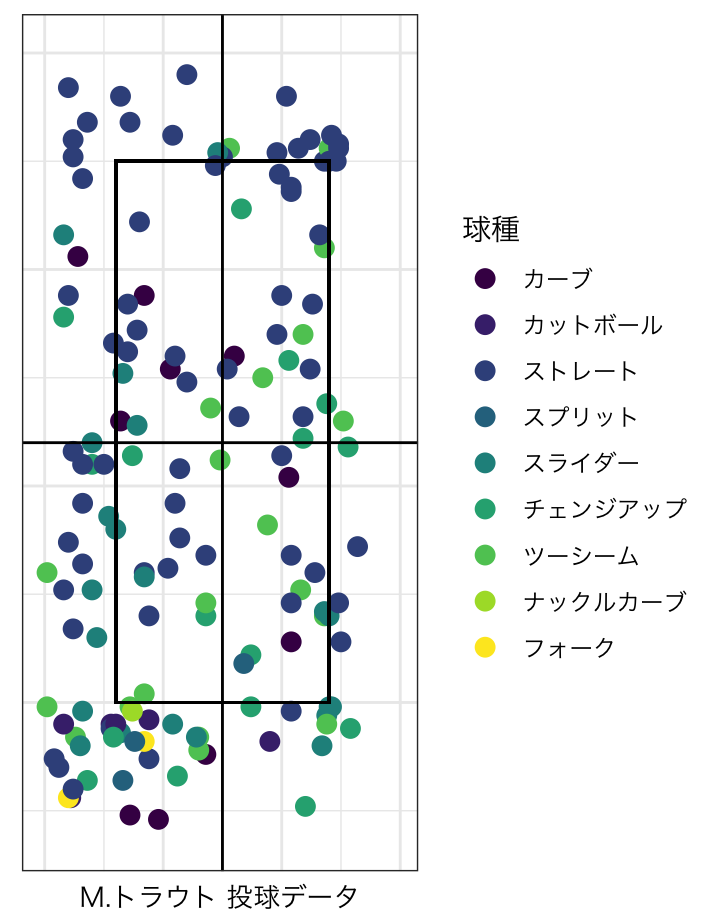 球種
カーブ
カットボール
ストレート
スプリット
スライダー
チェンジアップ
ツーシーム
ナックルカーブ
フォーク
M.トラウト 投球データ